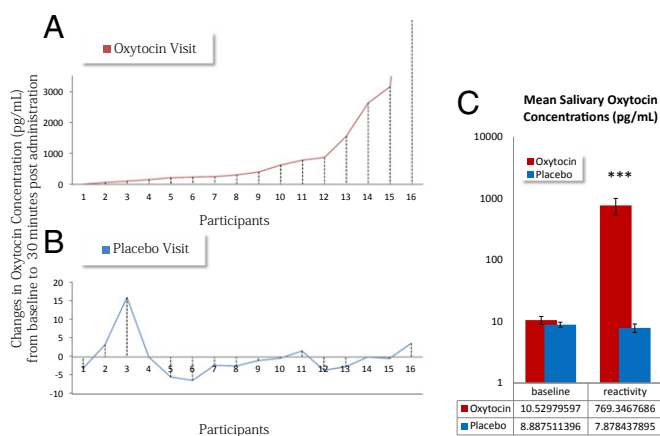 A
Oxytocin Visit
Changes in Oxytocin Concentration (pg/mL)
from baseline to 30 minutes post administration
3000
2000
1000
0
1 2 3 4 5 6 7 8 9 10 11 12 13 14 15 16
Participants
B
Placebo Visit
20
15
10
5
0
-5
-10
1 2 3 4 5 6 7 8 9 10 11 12 13 14 15 16
Participants
C
Mean Salivary Oxytocin
Concentrations (pg/mL)
10000
1000
100
10
1
Oxytocin
Placebo
***
baseline reactivity
Oxytocin 10.52979597 769.3467686
Placebo 8.887511396 7.878437895